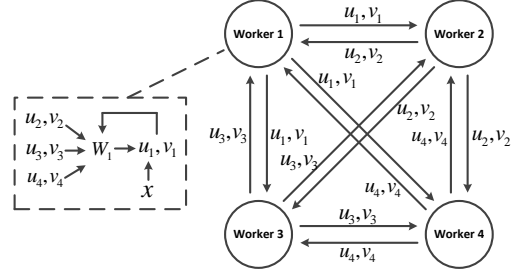 Worker 1
u₁,v₁
u₂,v₂
Worker 2
u₁,v₁
u₂,v₂
u₃,v₃
u₄,v₄
W₁
u₁,v₁
x
u₃,v₃
u₁,v₁
u₃,v₃
u₂,v₂
u₄,v₄
u₂,v₂
u₄,v₄
Worker 3
u₃,v₃
u₄,v₄
Worker 4